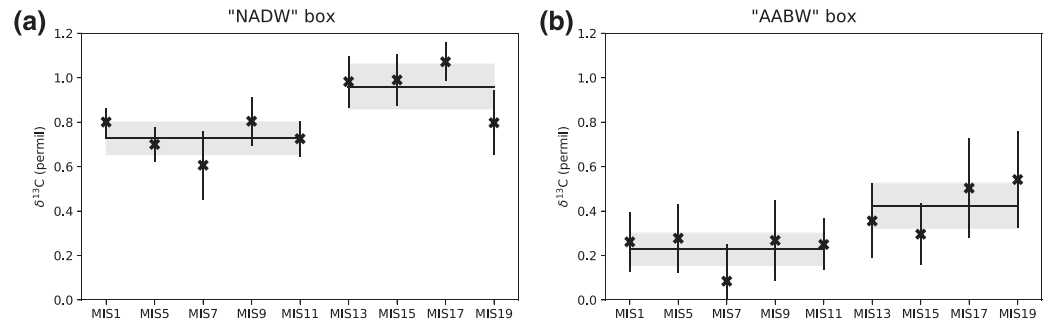 (a)
"NADW" box
1.2
1.0
0.8
0.6
0.4
0.2
0.0
δ¹³C (permil)
MIS1 MIS5 MIS7 MIS9 MIS11 MIS13 MIS15 MIS17 MIS19
(b)
"AABW" box
1.2
1.0
0.8
0.6
0.4
0.2
0.0
δ¹³C (permil)
MIS1 MIS5 MIS7 MIS9 MIS11 MIS13 MIS15 MIS17 MIS19